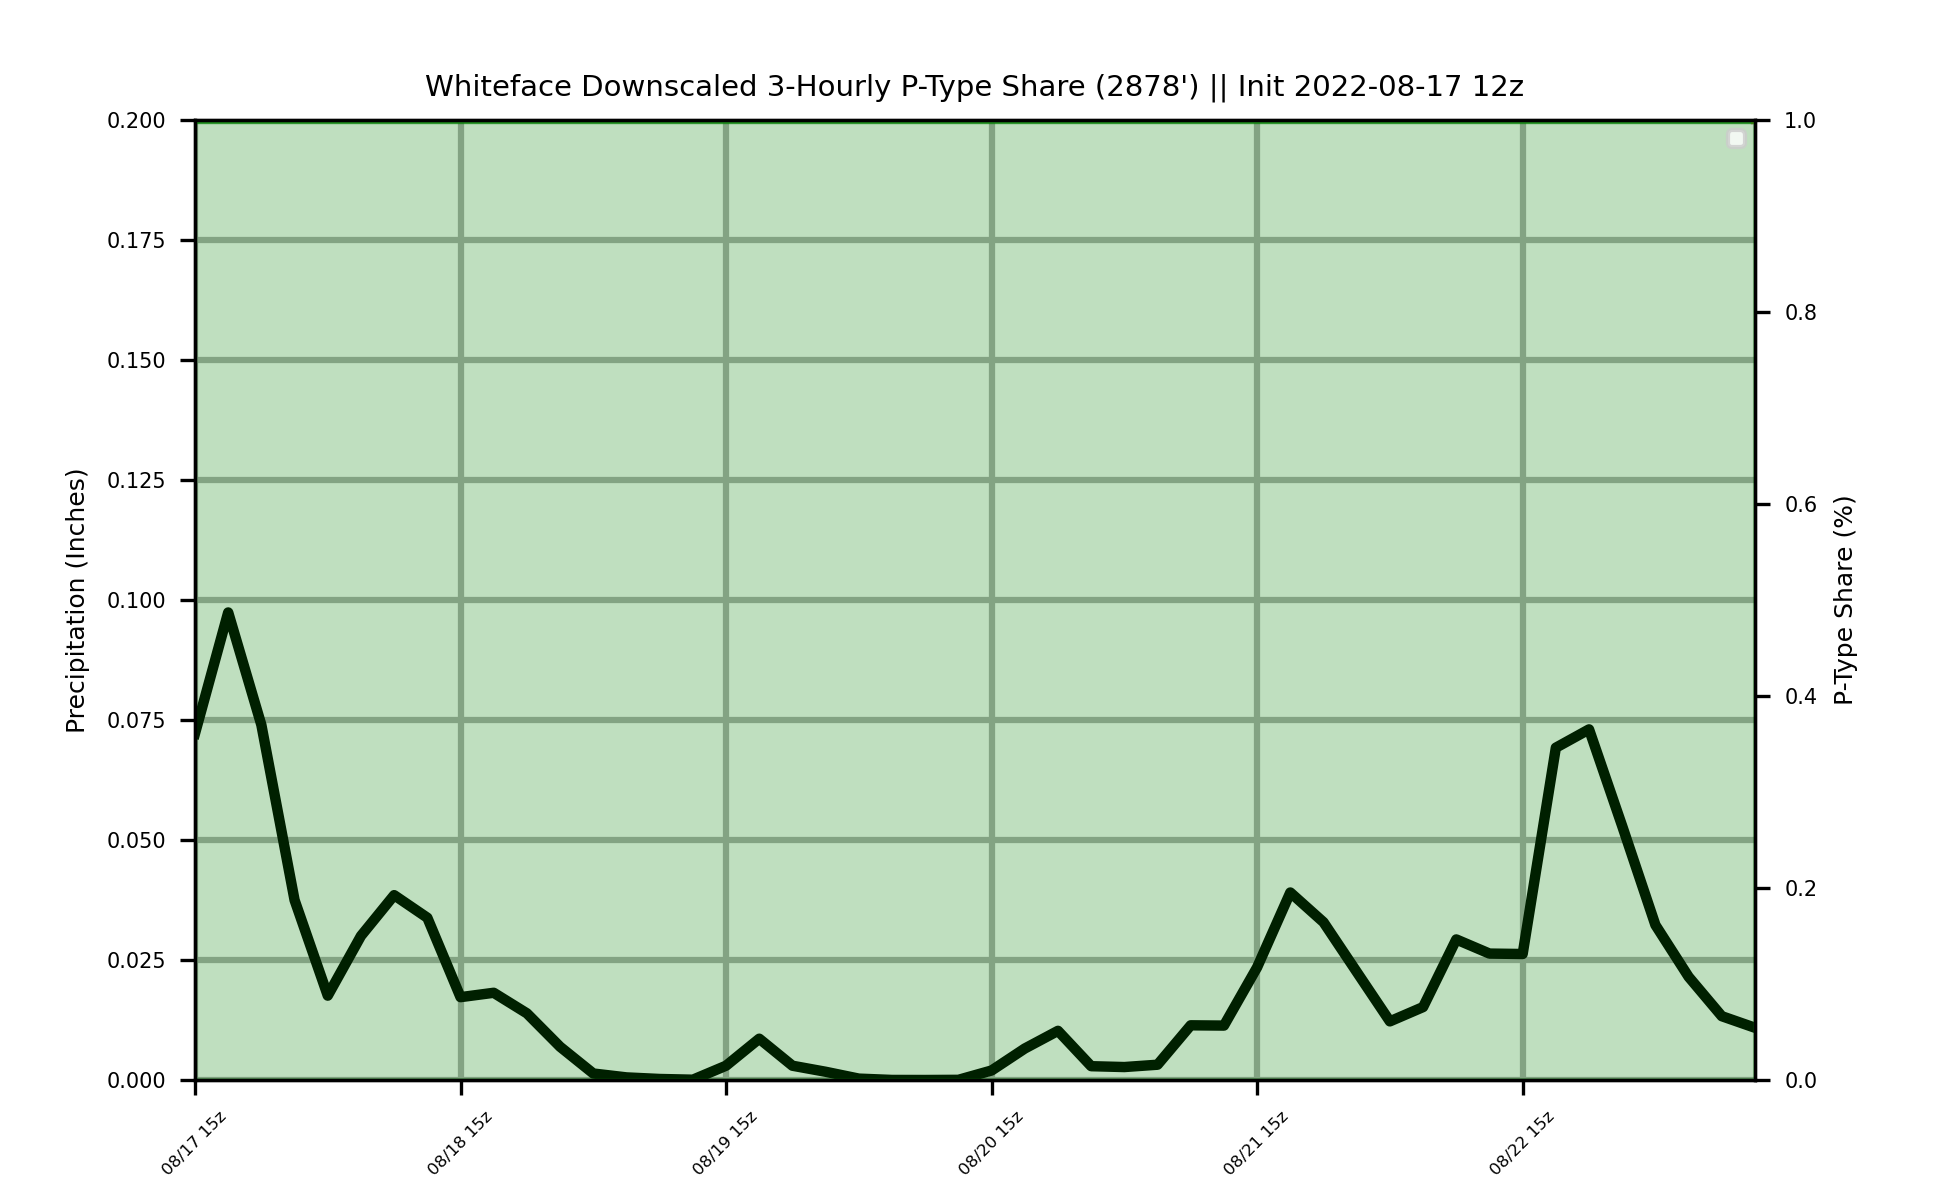 Whiteface Downscaled 3-Hourly P-Type Share (2878') || Init 2022-08-17 12z
0.200
0.175
0.150
0.125
0.100
0.075
0.050
0.025
0.000
Precipitation (Inches)
1.0
0.8
0.6
0.4
0.2
0.0
P-Type Share (%)
08/17 15z
08/18 15z
08/19 15z
08/20 15z
08/21 15z
08/22 15z